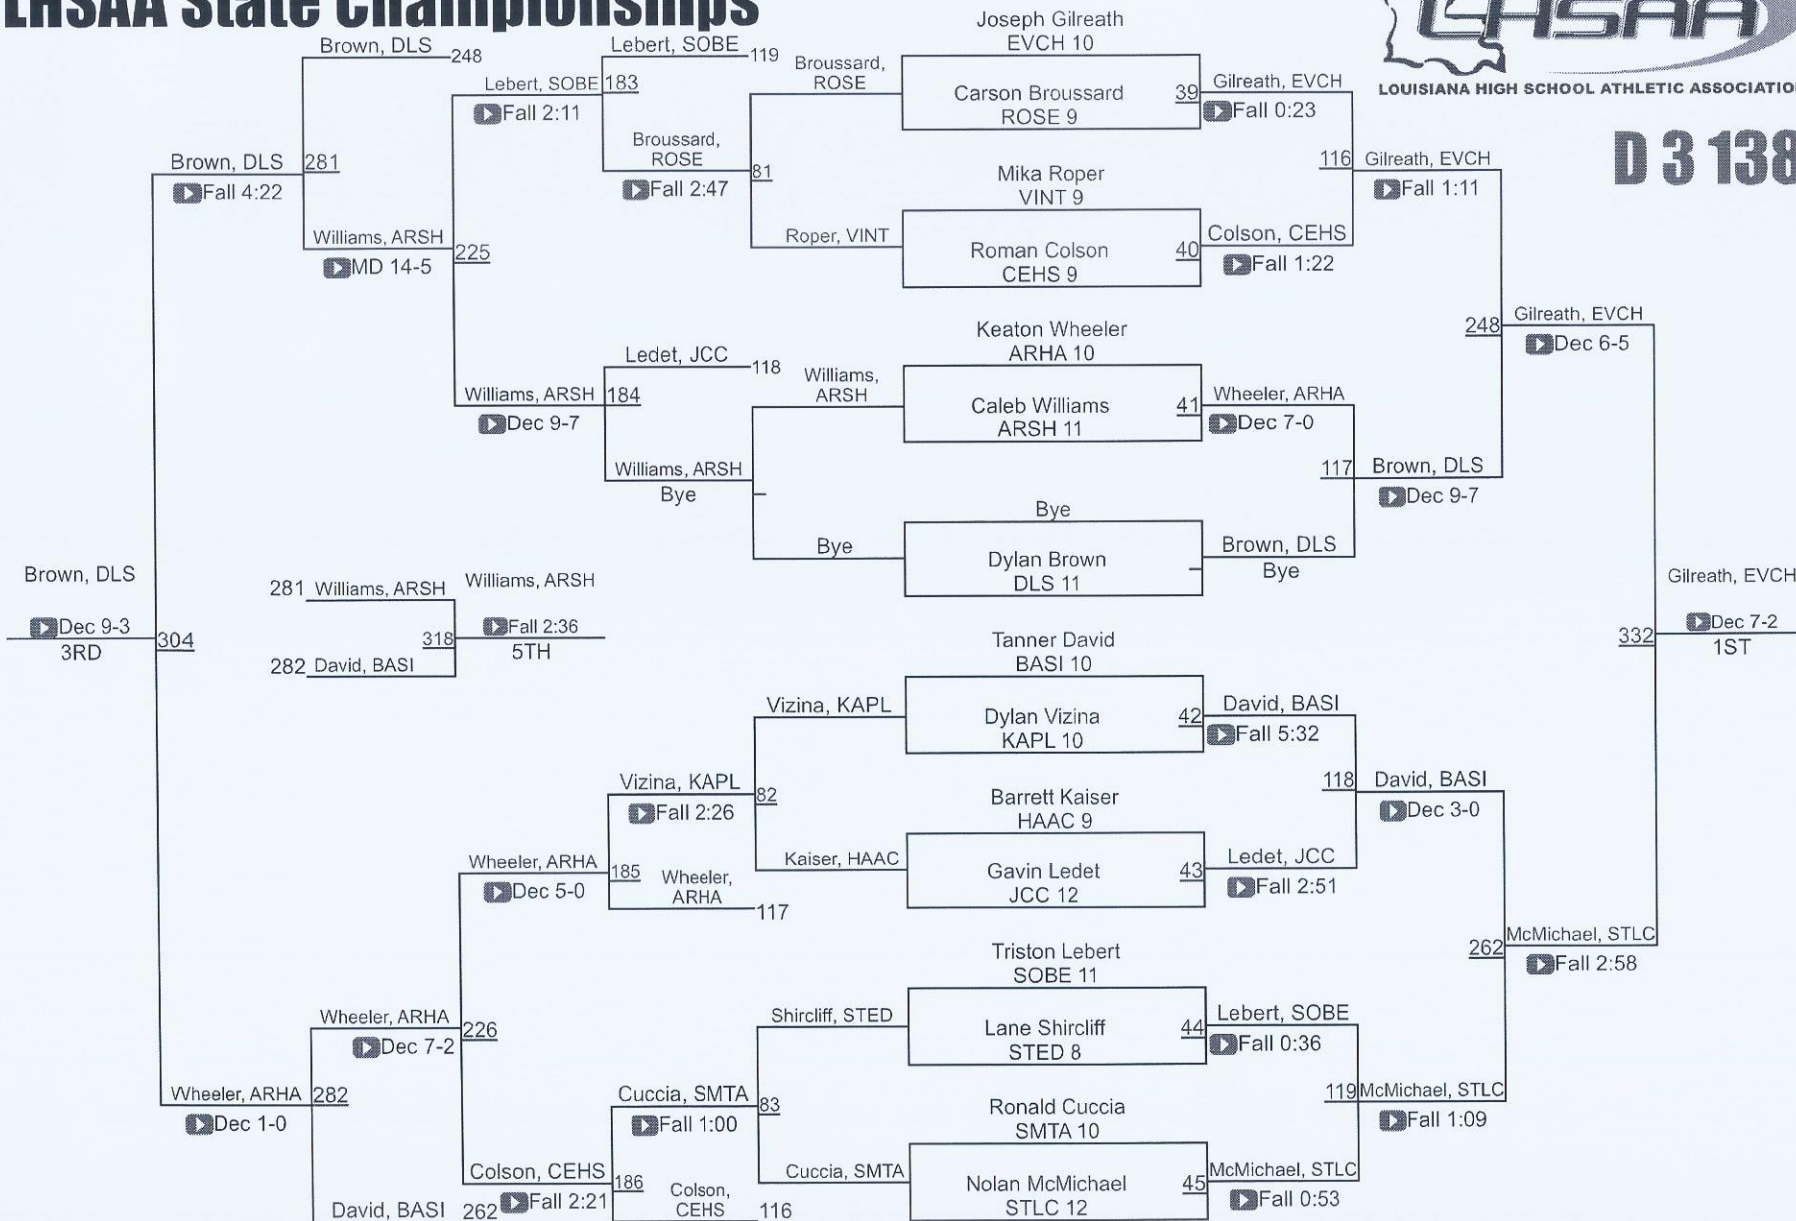 LHSAA State Championships
LHSAA
LOUISIANA HIGH SCHOOL ATHLETIC ASSOCIATIO
D 3 138
Brown, DLS
248
Brown, DLS
281
Fall 4:22
Williams, ARSH
MD 14-5
225
Lebert, SOBE
183
Fall 2:11
Lebert, SOBE
119
Broussard,
ROSE
Fall 2:47
81
Broussard,
ROSE
Roper, VINT
Williams, ARSH
184
Dec 9-7
Ledet, JCC
118
Williams, ARSH
Bye
Williams,
ARSH
Bye
Joseph Gilreath
EVCH 10
Carson Broussard
ROSE 9
39
Mika Roper
VINT 9
Roman Colson
CEHS 9
40
Keaton Wheeler
ARHA 10
Caleb Williams
ARSH 11
41
Bye
Dylan Brown
DLS 11
Gilreath, EVCH
Fall 0:23
Colson, CEHS
Fall 1:22
116
Gilreath, EVCH
Fall 1:11
Wheeler, ARHA
Dec 7-0
Brown, DLS
Bye
117
Brown, DLS
Dec 9-7
248
Gilreath, EVCH
Dec 6-5
Brown, DLS
Dec 9-3
3RD
304
281 Williams, ARSH
282 David, BASI
318
Williams, ARSH
Fall 2:36
5TH
Gilreath, EVCH
Dec 7-2
1ST
332
Tanner David
BASI 10
Dylan Vizina
KAPL 10
42
Barrett Kaiser
HAAC 9
Gavin Ledet
JCC 12
43
Triston Lebert
SOBE 11
Lane Shircliff
STED 8
44
Ronald Cuccia
SMTA 10
Nolan McMichael
STLC 12
45
David, BASI
Fall 5:32
Ledet, JCC
Fall 2:51
118
David, BASI
Dec 3-0
Lebert, SOBE
Fall 0:36
McMichael, STLC
Fall 0:53
119
McMichael, STLC
Fall 1:09
262
McMichael, STLC
Fall 2:58
Vizina, KAPL
Kaiser, HAAC
Vizina, KAPL
Fall 2:26
82
Wheeler, ARHA
Dec 5-0
185
Wheeler,
ARHA
117
Wheeler, ARHA
Dec 7-2
226
Shircliff, STED
Cuccia, SMTA
Cuccia, SMTA
Fall 1:00
83
Colson, CEHS
Fall 2:21
186
Colson,
CEHS
116
Wheeler, ARHA
Dec 1-0
282
David, BASI
262